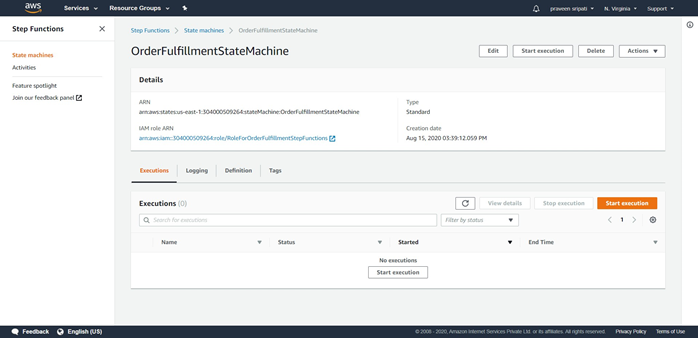 aws
Services
Resource Groups
praveen sripati
N. Virginia
Support
Step Functions
State machines
Activities
Feature spotlight
Join our feedback panel
Step Functions
State machines
OrderFulfillmentStateMachine
OrderFulfillmentStateMachine
Edit
Start execution
Delete
Actions
Details
ARN
arn:aws:states:us-east-1:304000509264:stateMachine:OrderFulfillmentStateMachine
IAM role ARN
arn:aws:iam::304000509264:role/RoleForOrderFulfillmentStepFunctions
Type
Standard
Creation date
Aug 15, 2020 03:39:12.059 PM
Executions
Logging
Definition
Tags
Executions (0)
View details
Stop execution
Start execution
Search for executions
Filter by status
1
Name
Status
Started
End Time
No executions
Start execution
Feedback
English (US)
© 2008 - 2020, Amazon Internet Services Private Ltd. or its affiliates. All rights reserved.
Privacy Policy
Terms of Use